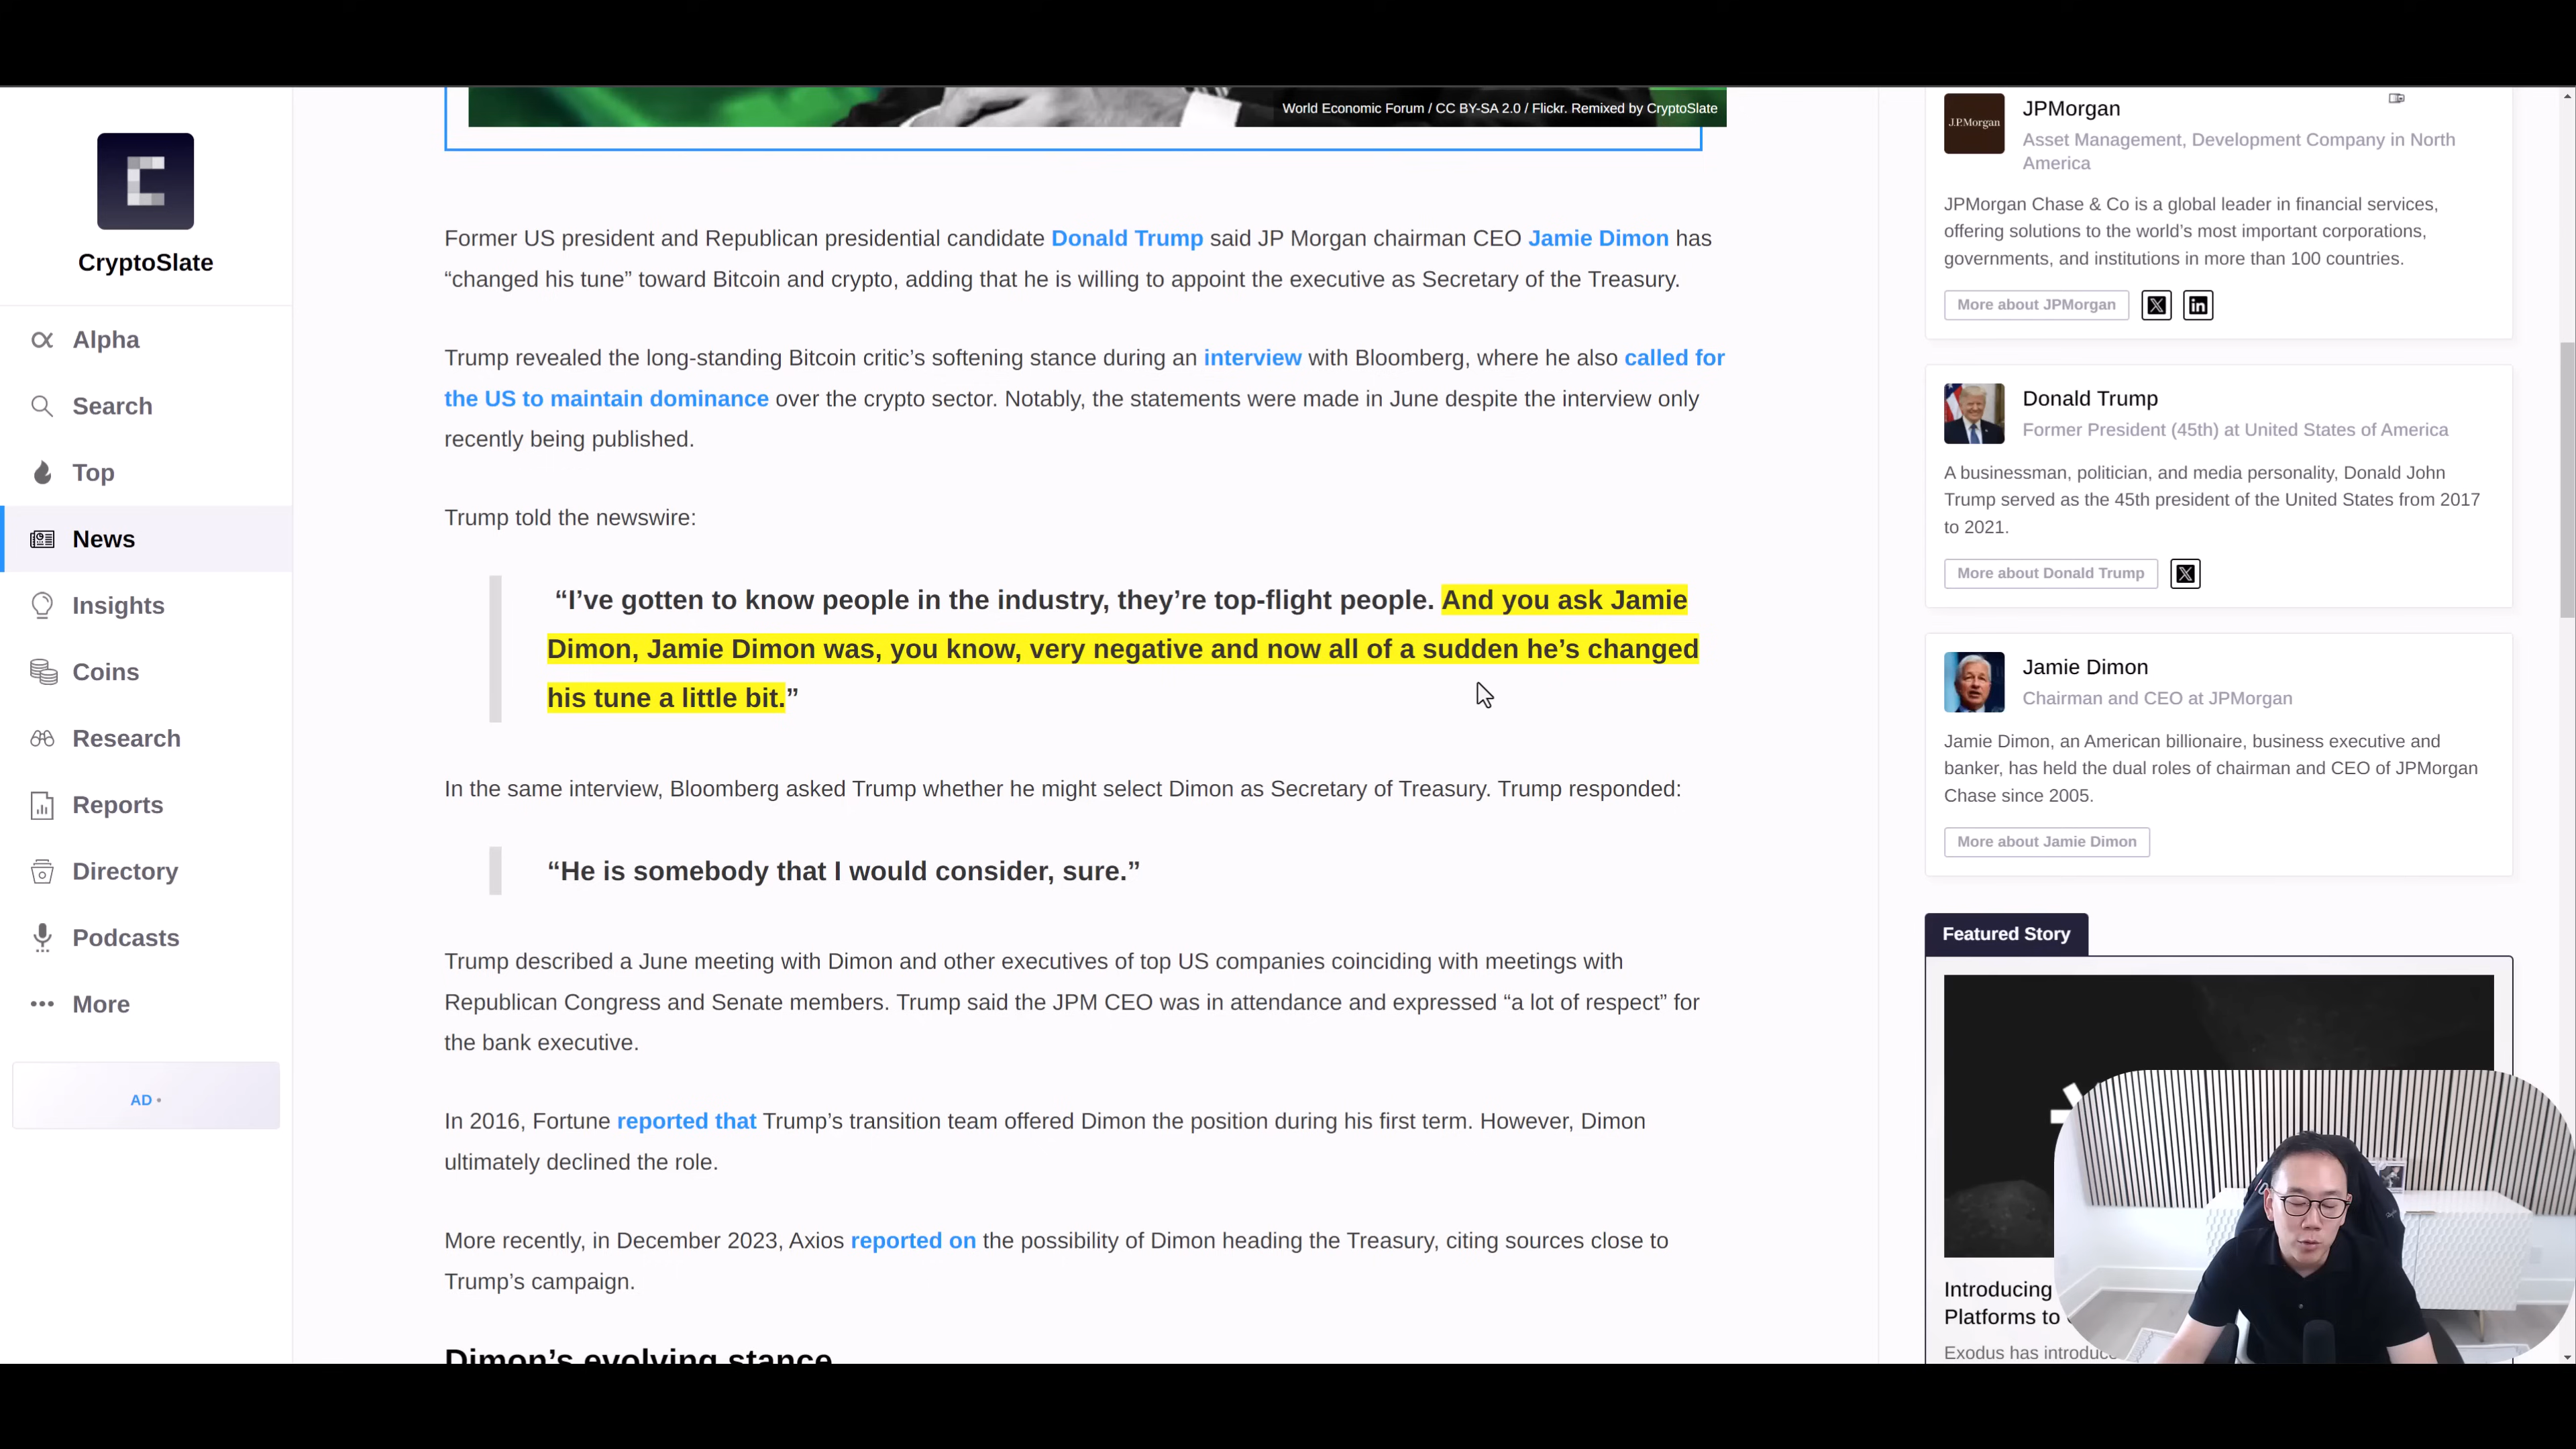 World Economic Forum / CC BY-SA 2.0 / Flickr. Remixed by CryptoSlate
CryptoSlate
Alpha
Search
Top
News
Insights
Coins
Research
Reports
Directory
Podcasts
More
AD
Former US president and Republican presidential candidate Donald Trump said JP Morgan chairman CEO Jamie Dimon has
“changed his tune” toward Bitcoin and crypto, adding that he is willing to appoint the executive as Secretary of the Treasury.
Trump revealed the long-standing Bitcoin critic’s softening stance during an interview with Bloomberg, where he also called for
the US to maintain dominance over the crypto sector. Notably, the statements were made in June despite the interview only
recently being published.
Trump told the newswire:
“I’ve gotten to know people in the industry, they’re top-flight people. And you ask Jamie
Dimon, Jamie Dimon was, you know, very negative and now all of a sudden he’s changed
his tune a little bit.”
In the same interview, Bloomberg asked Trump whether he might select Dimon as Secretary of Treasury. Trump responded:
“He is somebody that I would consider, sure.”
Trump described a June meeting with Dimon and other executives of top US companies coinciding with meetings with
Republican Congress and Senate members. Trump said the JPM CEO was in attendance and expressed “a lot of respect” for
the bank executive.
In 2016, Fortune reported that Trump’s transition team offered Dimon the position during his first term. However, Dimon
ultimately declined the role.
More recently, in December 2023, Axios reported on the possibility of Dimon heading the Treasury, citing sources close to
Trump’s campaign.
Dimon’s evolving stance
J.P.Morgan
JPMorgan
Asset Management, Development Company in North
America
JPMorgan Chase & Co is a global leader in financial services,
offering solutions to the world’s most important corporations,
governments, and institutions in more than 100 countries.
More about JPMorgan
Donald Trump
Former President (45th) at United States of America
A businessman, politician, and media personality, Donald John
Trump served as the 45th president of the United States from 2017
to 2021.
More about Donald Trump
Jamie Dimon
Chairman and CEO at JPMorgan
Jamie Dimon, an American billionaire, business executive and
banker, has held the dual roles of chairman and CEO of JPMorgan
Chase since 2005.
More about Jamie Dimon
Featured Story
Introducing
Platforms to
Exodus has